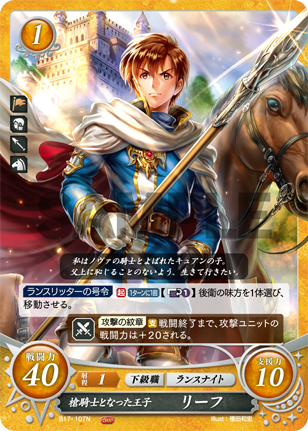 1
私はノヴァの騎士とよばれたキュアンの子。
父上に恥じることのないよう、生きて行きたい。
ランスリッターの号令 起 1ターンに1回 【1】 後衛の味方を1体選び、
移動させる。
攻撃の紋章 支 戦闘終了まで、攻撃ユニットの
戦闘力は+20される。
戦闘力
40
射程 1 下級職 ランスナイト
支援力
10
槍騎士となった王子 リーフ
B17-107N